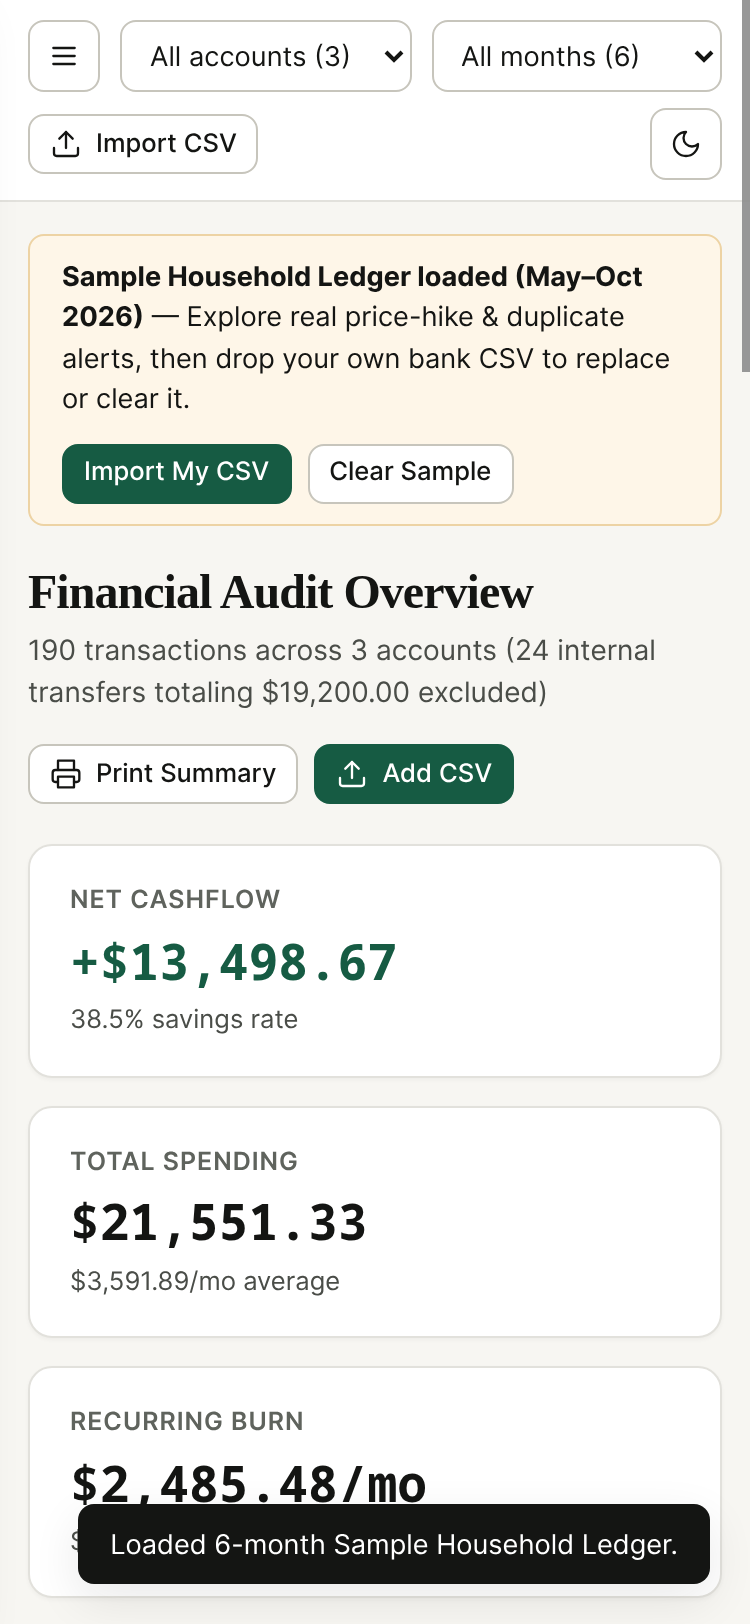 All accounts (3)
All months (6)
Import CSV
Sample Household Ledger loaded (May–Oct
2026) — Explore real price-hike & duplicate
alerts, then drop your own bank CSV to replace
or clear it.
Import My CSV
Clear Sample
Financial Audit Overview
190 transactions across 3 accounts (24 internal
transfers totaling $19,200.00 excluded)
Print Summary
Add CSV
NET CASHFLOW
+$13,498.67
38.5% savings rate
TOTAL SPENDING
$21,551.33
$3,591.89/mo average
RECURRING BURN
$2,485.48/mo
Loaded 6-month Sample Household Ledger.